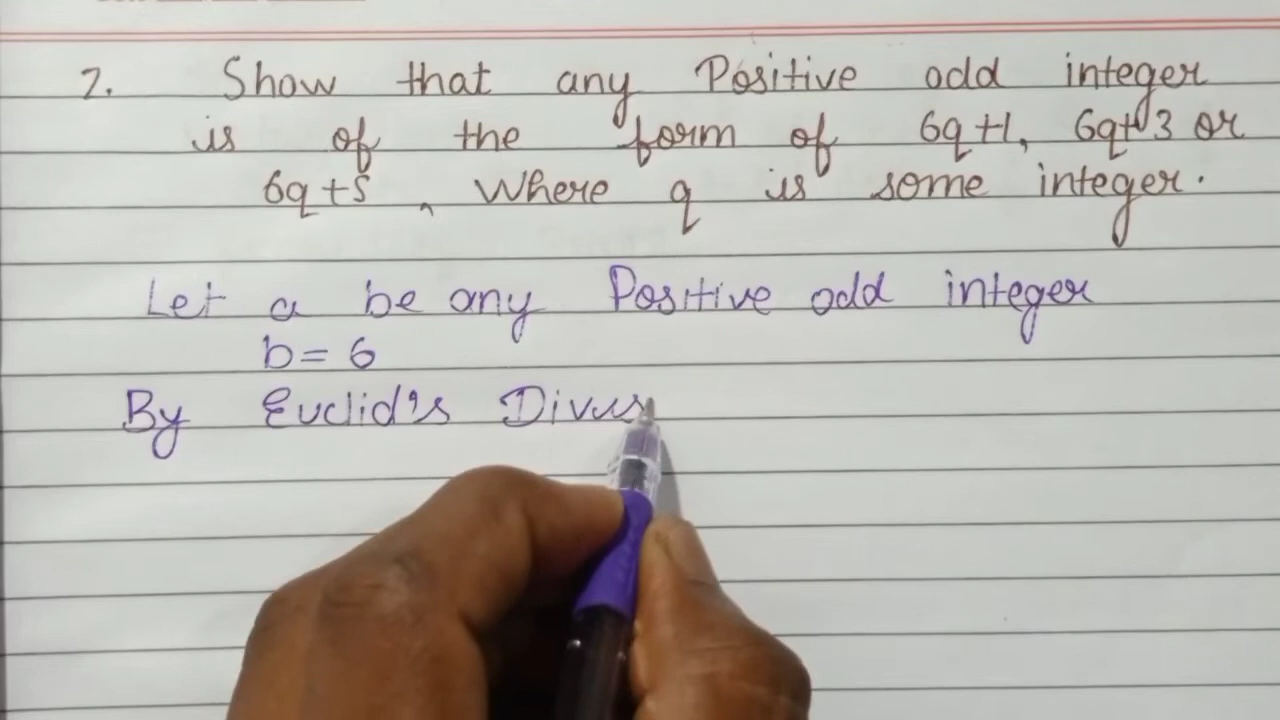 7. Show that any Positive odd integer
is of the form of 6q+1, 6q+3 or
6q+5, Where q is some integer.
Let a be any Positive odd integer
b = 6
By Euclid's Divis